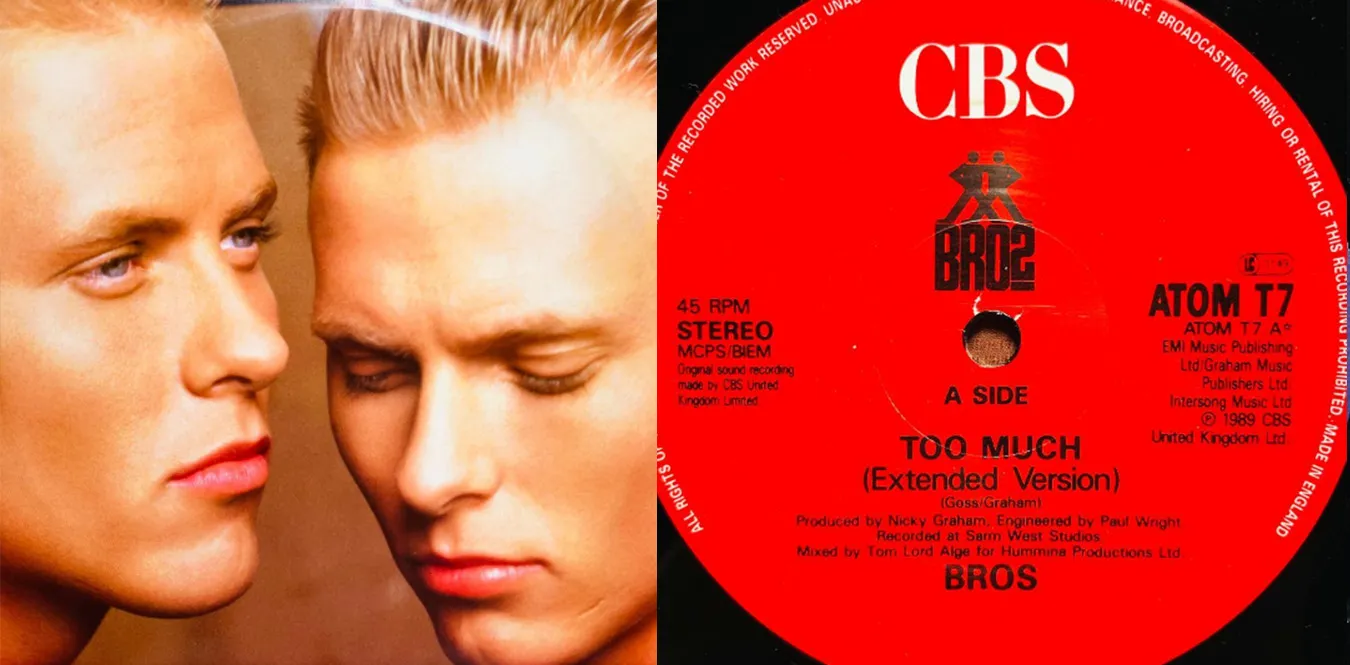 ER OF THE RECORDED WORK RESERVED. UNAU
ANCE, BROADCASTING, HIRING OR RENTAL OF THIS RECORDING PROHIBITED. MADE IN ENGLAND
ALL RIGHTS O
CBS
BROS
45 RPM
STEREO
MCPS/BIEM
Original sound recording
made by CBS United
Kingdom Limited
ATOM T7
ATOM T7 A*
EMI Music Publishing
Ltd/Graham Music
Publishers Ltd.
Intersong Music Ltd
℗ 1989 CBS
United Kingdom Ltd.
A SIDE
TOO MUCH
(Extended Version)
(Goss/Graham)
Produced by Nicky Graham, Engineered by Paul Wright
Recorded at Sarm West Studios
Mixed by Tom Lord Alge for Hummina Productions Ltd.
BROS